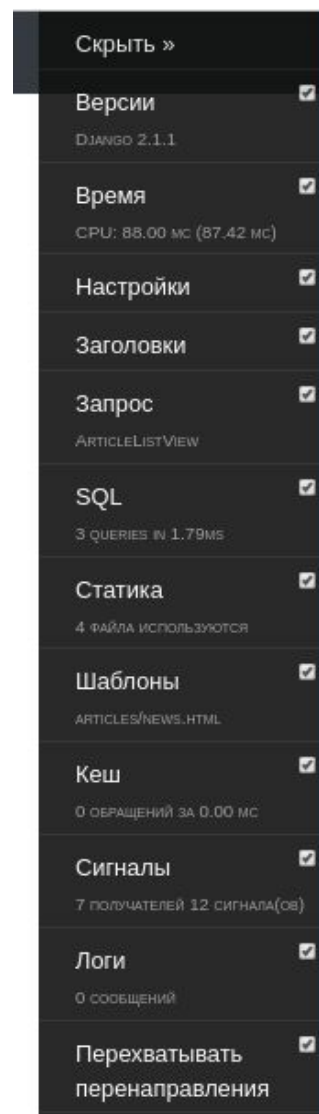 Скрыть »
Версии
Django 2.1.1
Время
CPU: 88.00 мс (87.42 мс)
Настройки
Заголовки
Запрос
ArticleListView
SQL
3 queries in 1.79ms
Статика
4 файла используются
Шаблоны
articles/news.html
Кеш
0 обращений за 0.00 мс
Сигналы
7 получателей 12 сигнала(ов)
Логи
0 сообщений
Перехватывать
перенаправления